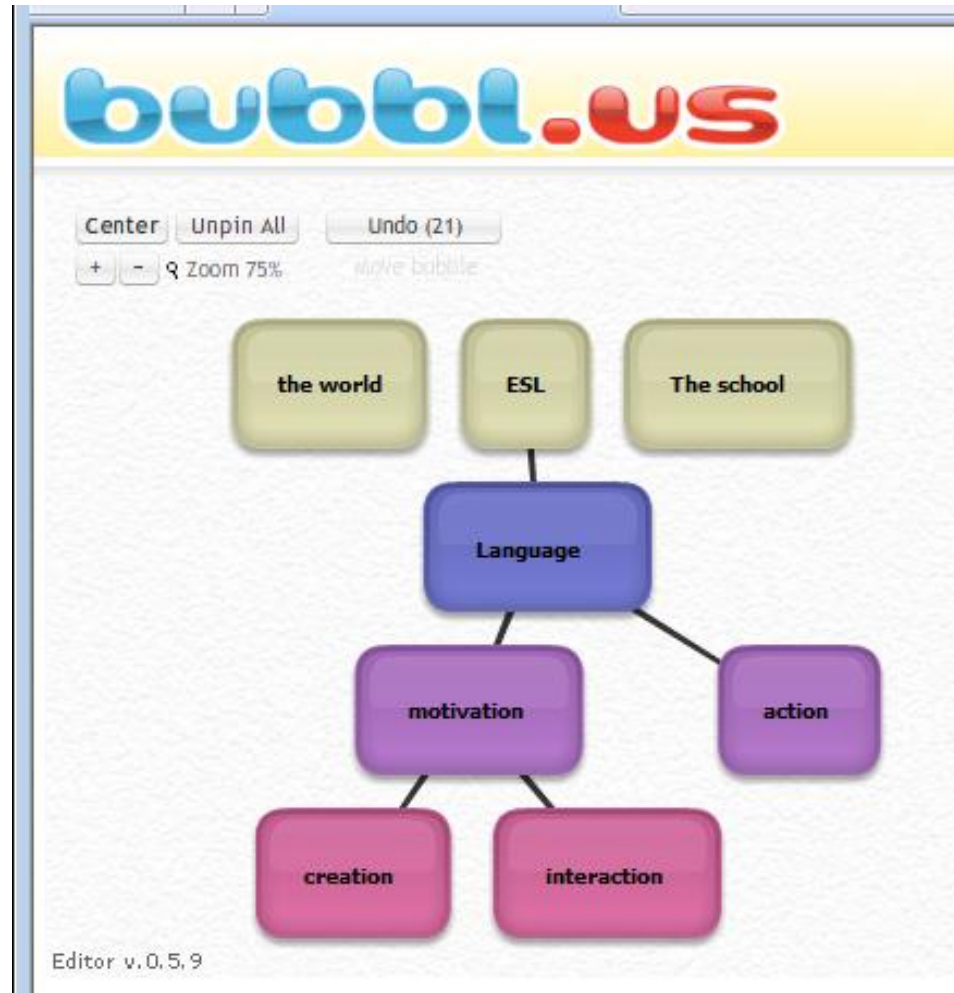 bubbl.us
Center Unpin All Undo (21)
+ - Zoom 75% Move bubble
the world ESL The school
Language
motivation action
creation interaction
Editor v.0.5.9